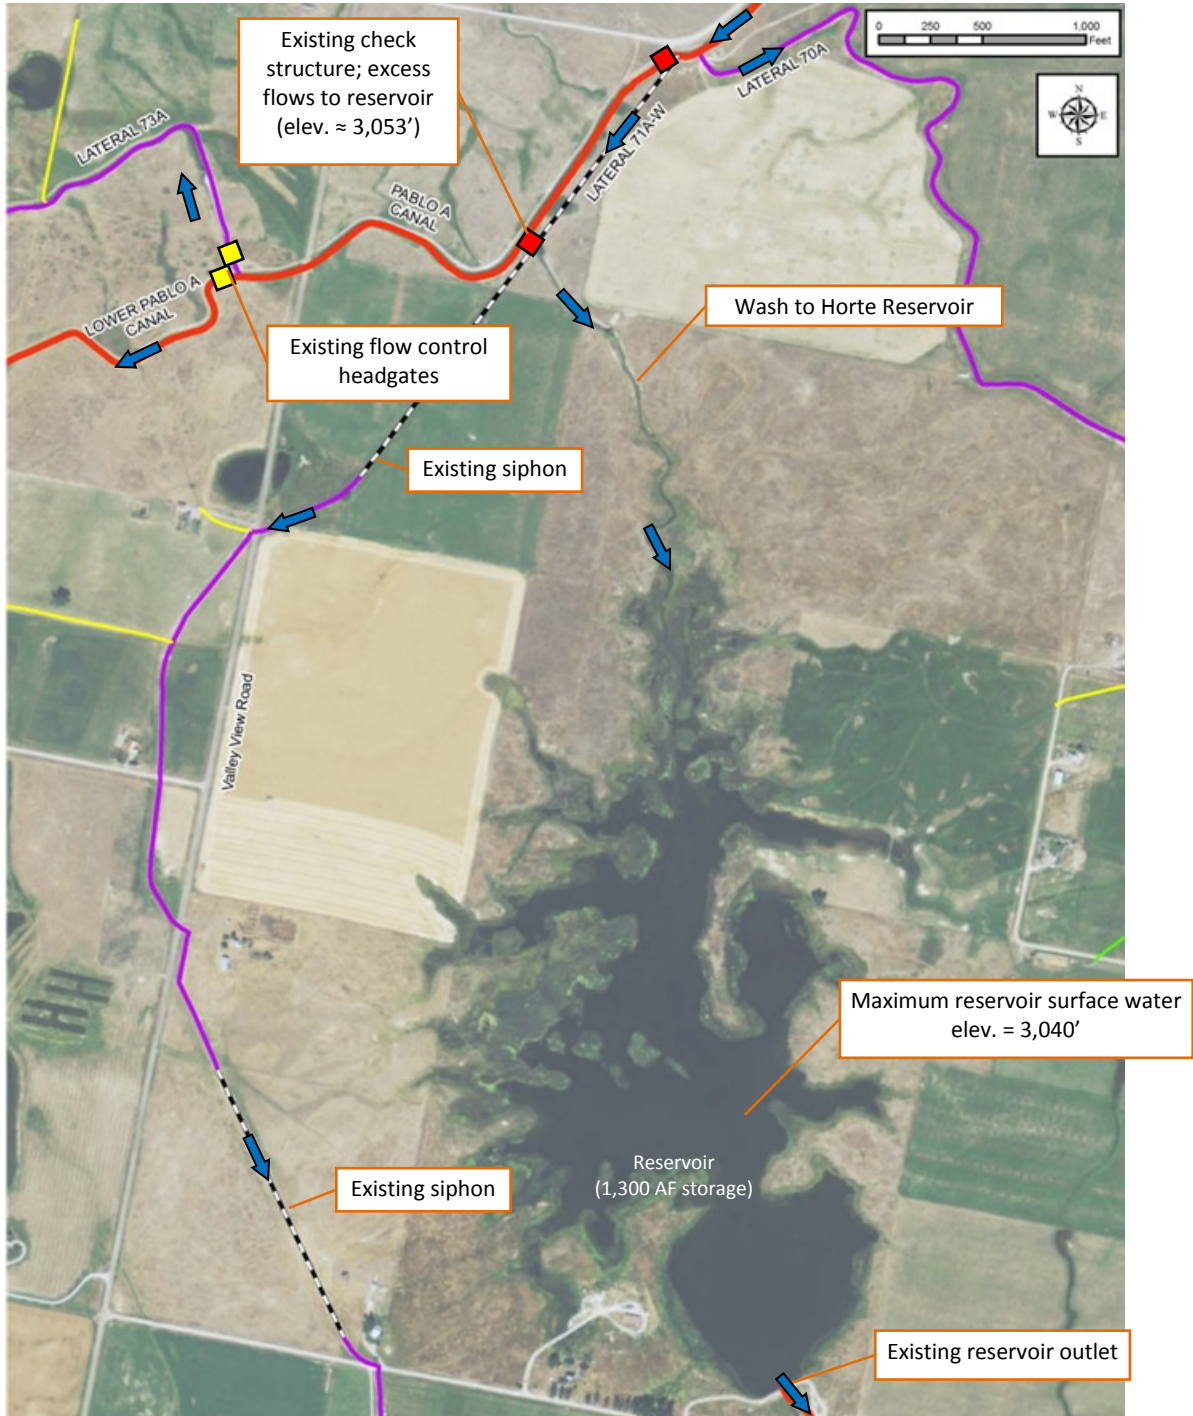 Existing check
structure; excess
flows to reservoir
(elev. ≈ 3,053’)
0 250 500 1,000
Feet
N
W E
S
LATERAL 70A
LATERAL 73A
LATERAL 71A-W
PABLO A
CANAL
LOWER PABLO A
CANAL
Wash to Horte Reservoir
Existing flow control
headgates
Existing siphon
Valley View Road
Maximum reservoir surface water
elev. = 3,040’
Reservoir
(1,300 AF storage)
Existing siphon
Existing reservoir outlet